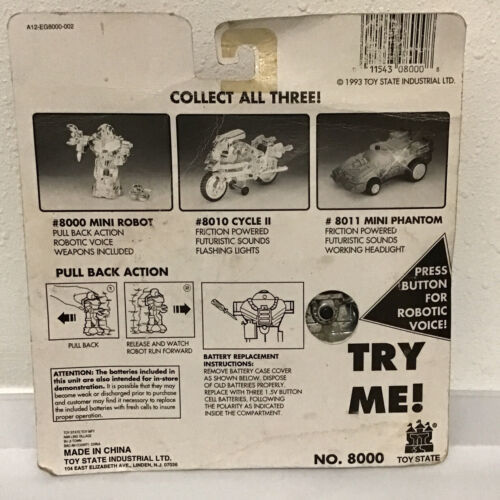 A12-EG8000-002
11543 08000
© 1993 TOY STATE INDUSTRIAL LTD.
COLLECT ALL THREE!
#8000 MINI ROBOT
PULL BACK ACTION
ROBOTIC VOICE
WEAPONS INCLUDED
#8010 CYCLE II
FRICTION POWERED
FUTURISTIC SOUNDS
FLASHING LIGHTS
# 8011 MINI PHANTOM
FRICTION POWERED
FUTURISTIC SOUNDS
WORKING HEADLIGHT
PULL BACK ACTION
PULL BACK
RELEASE AND WATCH
ROBOT RUN FORWARD
PRESS
BUTTON
FOR
ROBOTIC
VOICE!
TRY
ME!
BATTERY REPLACEMENT
INSTRUCTIONS:
REMOVE BATTERY CASE COVER
AS SHOWN BELOW. DISPOSE
OF OLD BATTERIES PROPERLY.
REPLACE WITH THREE 1.5V BUTTON
CELL BATTERIES, FOLLOWING
THE POLARITY AS INDICATED
INSIDE THE COMPARTMENT.
ATTENTION: The batteries included in
this unit are also intended for in-store
demonstration. It is possible that they may
become weak or discharged prior to purchase
and customer may find it necessary to replace
the included batteries with fresh cells to insure
proper operation.
MADE IN CHINA
TOY STATE INDUSTRIAL LTD.
104 EAST ELIZABETH AVE., LINDEN, N.J. 07036
NO. 8000
TOY STATE